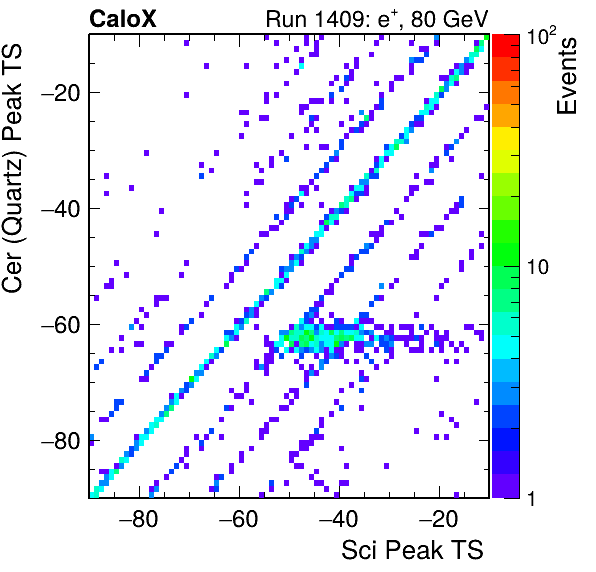 CaloX Run 1409: e+, 80 GeV
Cer (Quartz) Peak TS
−20
−40
−60
−80
−80 −60 −40 −20
Sci Peak TS
10²
10
1
Events